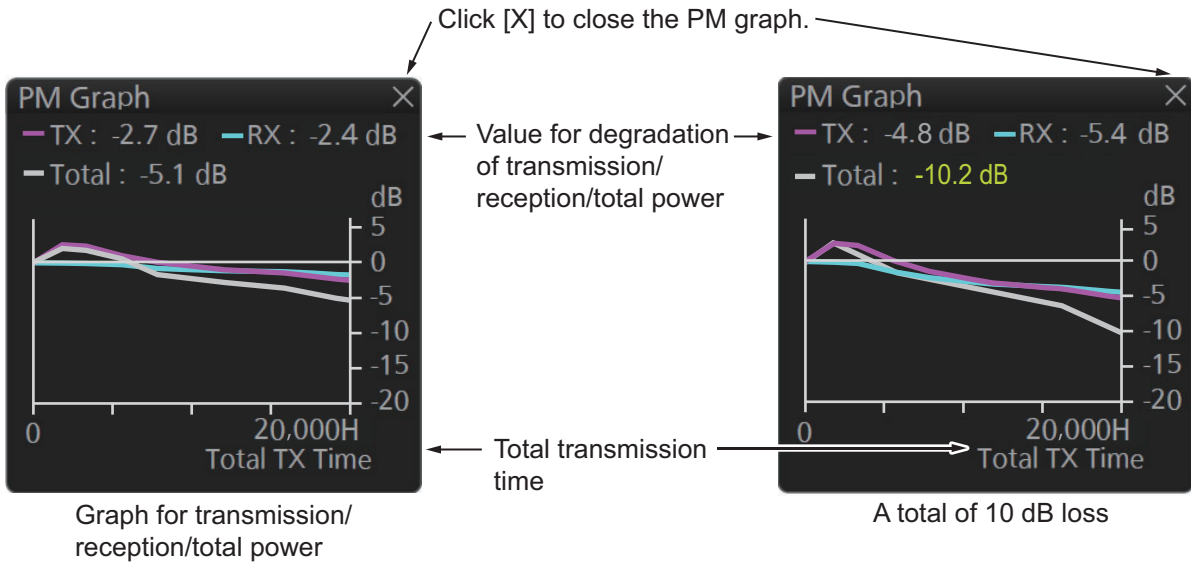 Click [X] to close the PM graph.
PM Graph
TX : -2.7 dB RX : -2.4 dB
Total : -5.1 dB
dB
5
0
-5
-10
-15
-20
0
20,000H
Total TX Time
Graph for transmission/
reception/total power
Value for degradation
of transmission/
reception/total power
Total transmission
time
PM Graph
TX : -4.8 dB RX : -5.4 dB
Total : -10.2 dB
dB
5
0
-5
-10
-15
-20
0
20,000H
Total TX Time
A total of 10 dB loss